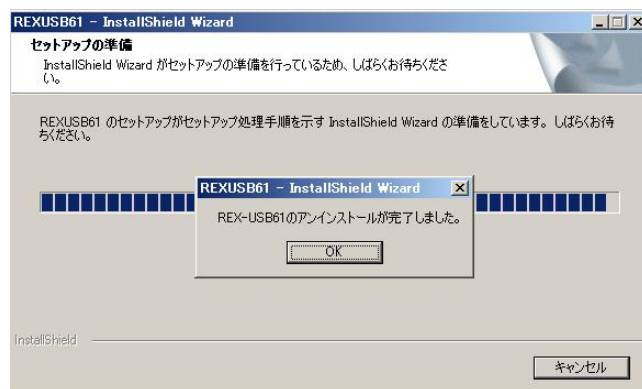 REXUSB61 - InstallShield Wizard
セットアップの準備
InstallShield Wizard がセットアップの準備を行っているため、しばらくお待ちくださ
い。
REXUSB61 のセットアップがセットアップ処理手順を示す InstallShield Wizard の準備をしています。しばらくお待
ちください。
REXUSB61 - InstallShield Wizard
REX-USB61のアンインストールが完了しました。
OK
InstallShield
キャンセル